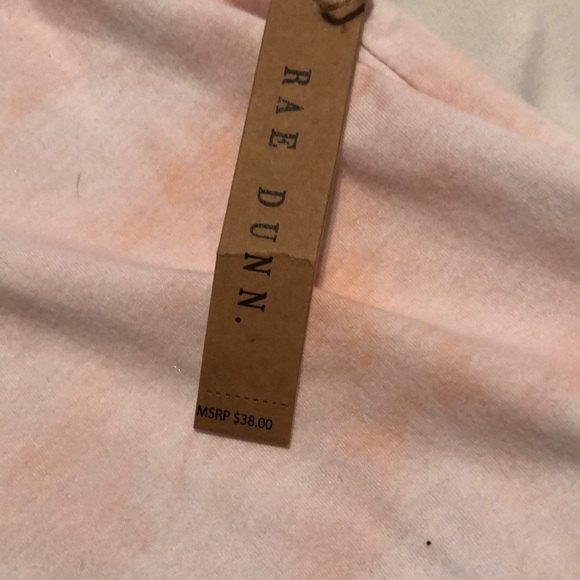 RAE DUNN.
MSRP $38.00